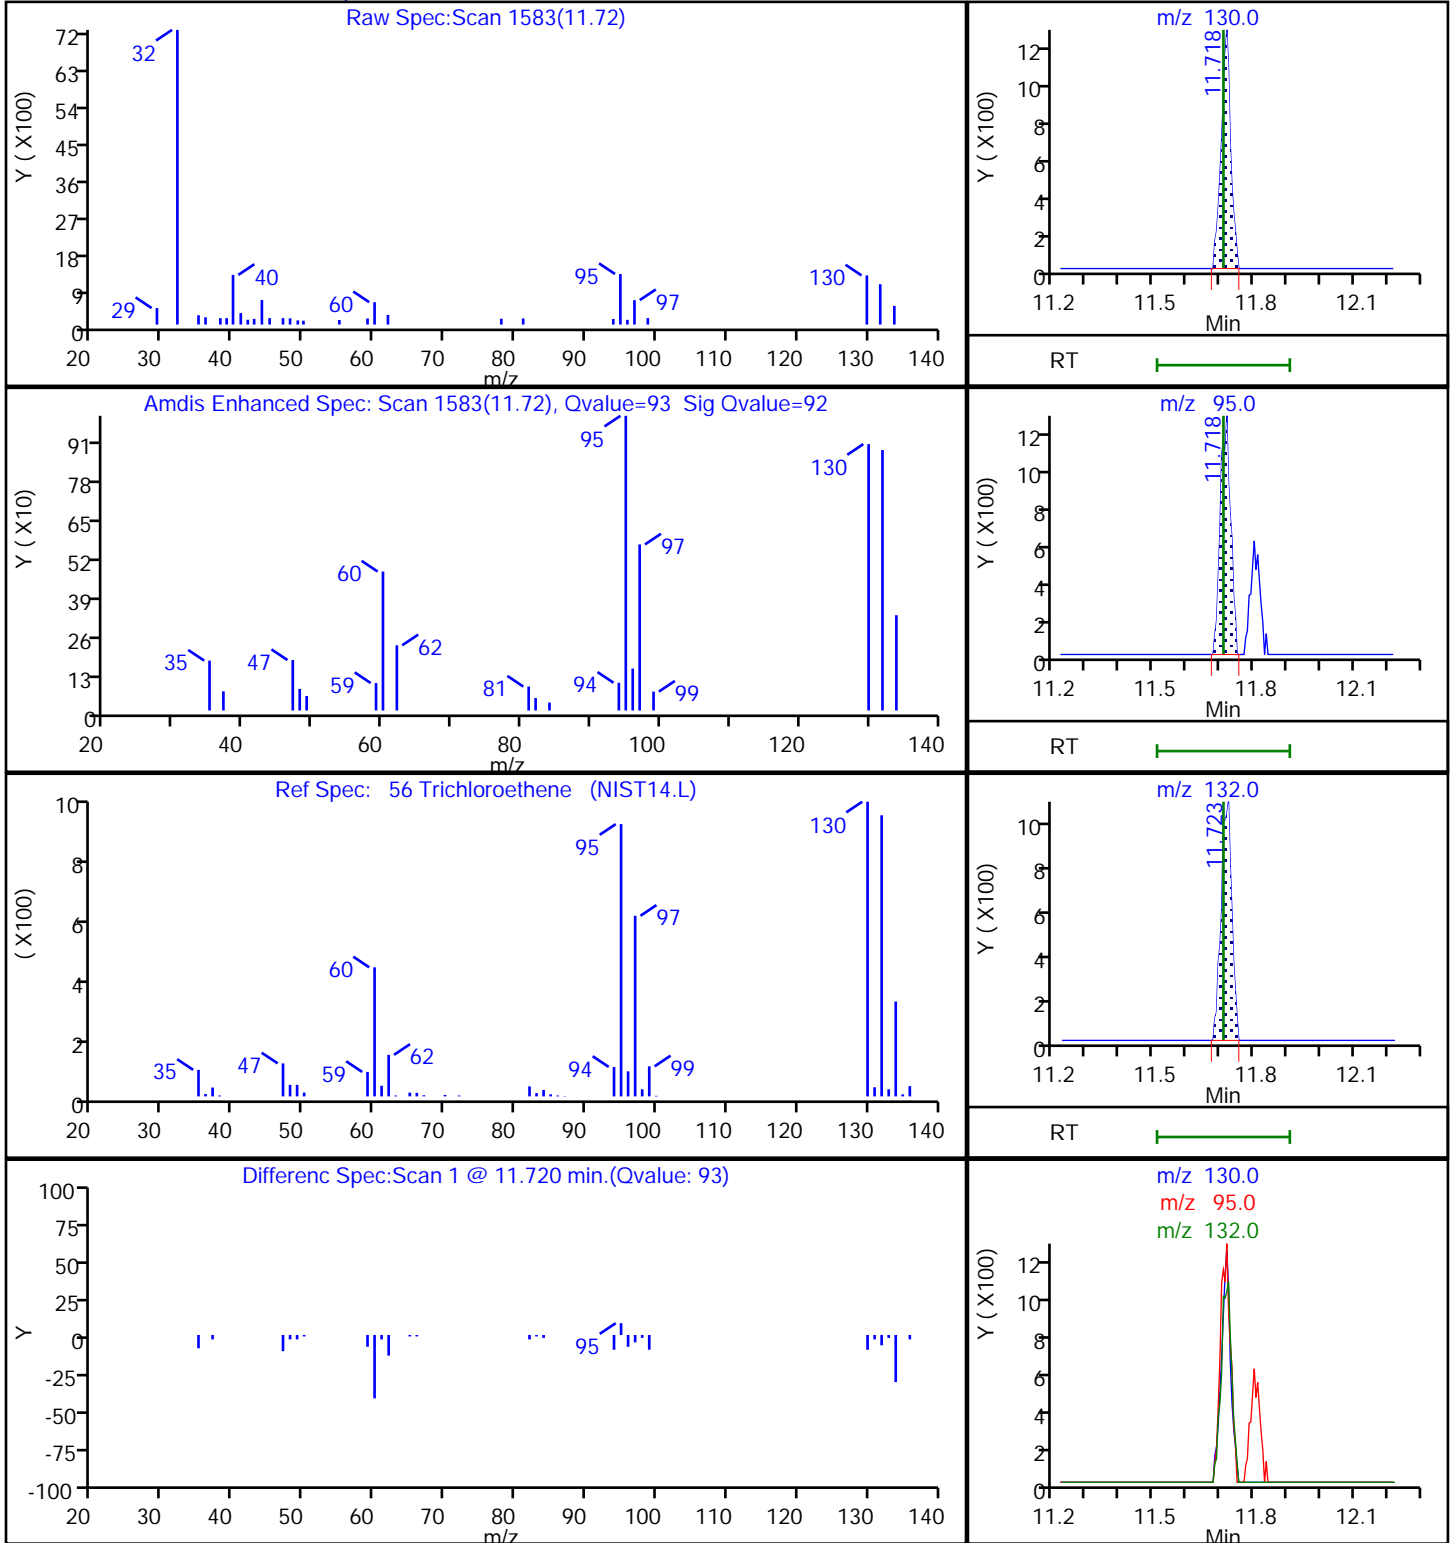 Raw Spec:Scan 1583(11.72)
Y ( X100)
72
63
54
45
36
27
18
9
0
32
29
40
60
95
97
130
20 30 40 50 60 70 80 90 100 110 120 130 140
m/z
m/z 130.0
Y ( X100)
12
10
8
6
4
2
0
11.718
11.2 11.5 11.8 12.1
Min
RT
Amdis Enhanced Spec: Scan 1583(11.72), Qvalue=93 Sig Qvalue=92
Y ( X10)
91
78
65
52
39
26
13
0
35
47
59
60
62
81
94
95
97
99
130
20 40 60 80 100 120 140
m/z
m/z 95.0
Y ( X100)
12
10
8
6
4
2
0
11.718
11.2 11.5 11.8 12.1
Min
RT
Ref Spec: 56 Trichloroethene (NIST14.L)
( X100)
10
8
6
4
2
0
35
47
59
60
62
94
95
97
99
130
20 30 40 50 60 70 80 90 100 110 120 130 140
m/z
m/z 132.0
Y ( X100)
10
8
6
4
2
0
11.723
11.2 11.5 11.8 12.1
Min
RT
Differenc Spec:Scan 1 @ 11.720 min.(Qvalue: 93)
Y
100
75
50
25
0
-25
-50
-75
-100
95
20 30 40 50 60 70 80 90 100 110 120 130 140
m/z
m/z 130.0
m/z 95.0
m/z 132.0
Y ( X100)
12
10
8
6
4
2
0
11.2 11.5 11.8 12.1
Min